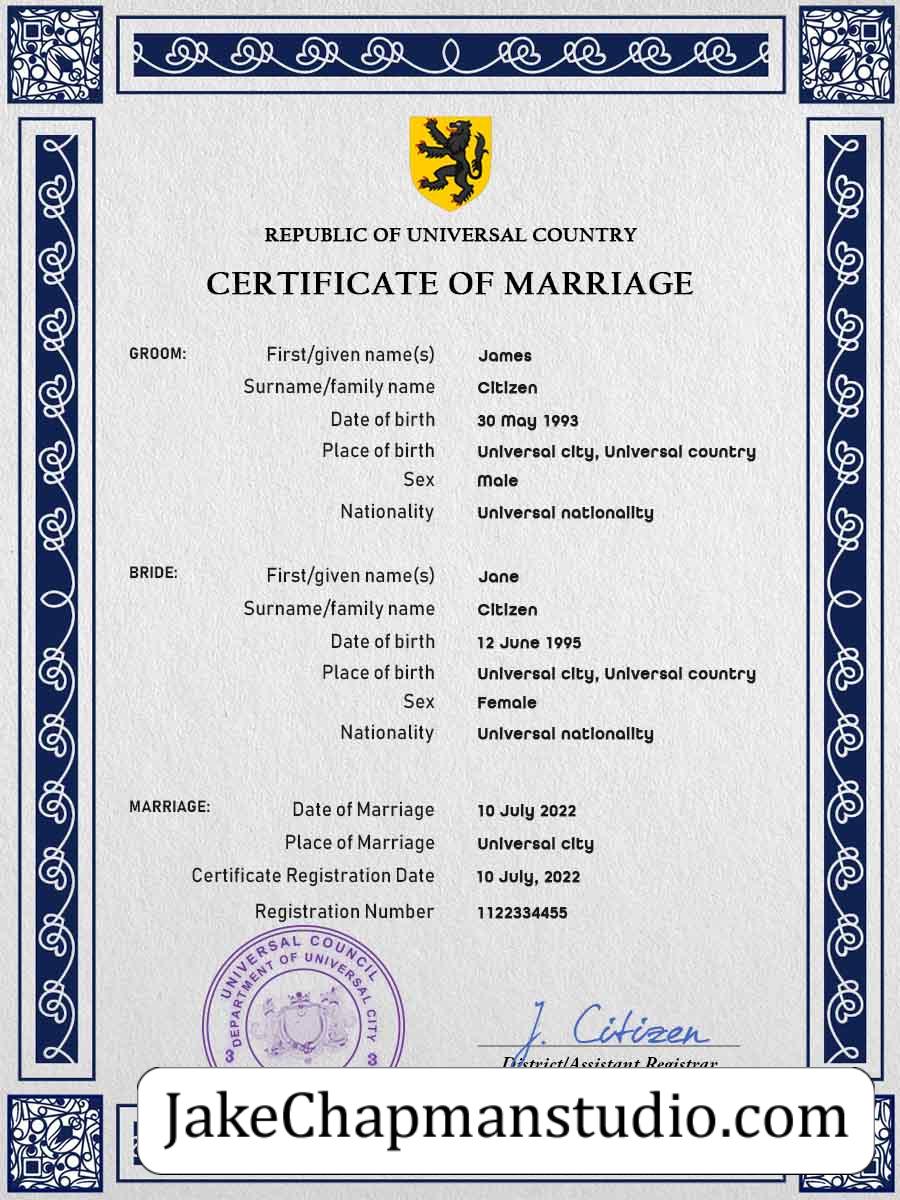 REPUBLIC OF UNIVERSAL COUNTRY
CERTIFICATE OF MARRIAGE
GROOM: First/given name(s) James
Surname/family name Citizen
Date of birth 30 May 1993
Place of birth Universal city, Universal country
Sex Male
Nationality Universal nationality
BRIDE: First/given name(s) Jane
Surname/family name Citizen
Date of birth 12 June 1995
Place of birth Universal city, Universal country
Sex Female
Nationality Universal nationality
MARRIAGE: Date of Marriage 10 July 2022
Place of Marriage Universal city
Certificate Registration Date 10 July, 2022
Registration Number 1122334455
UNIVERSAL COUNCIL
DEPARTMENT OF UNIVERSAL CITY
3 3
J. Citizen
District/Assistant Registrar
JakeChapmanstudio.com